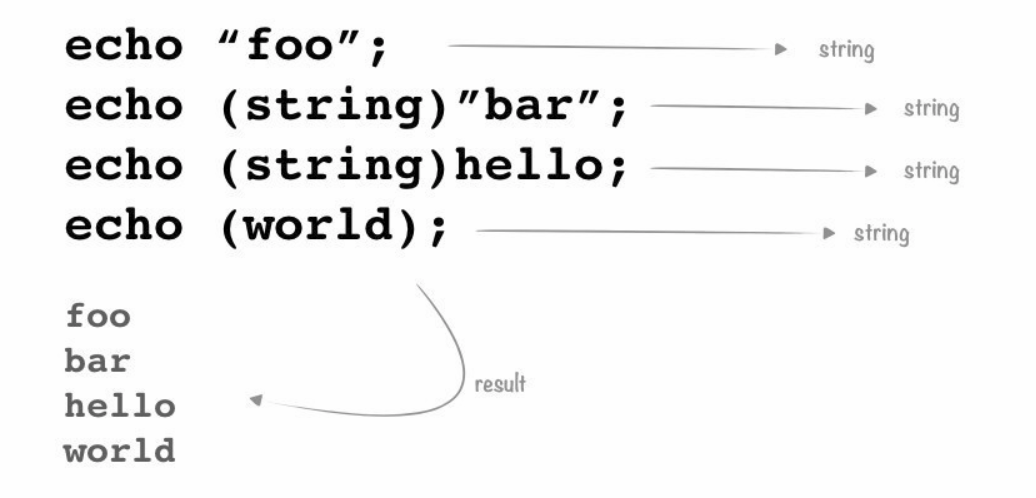 echo “foo”; string
echo (string)”bar”; string
echo (string)hello; string
echo (world); string
foo
bar
hello
world
result